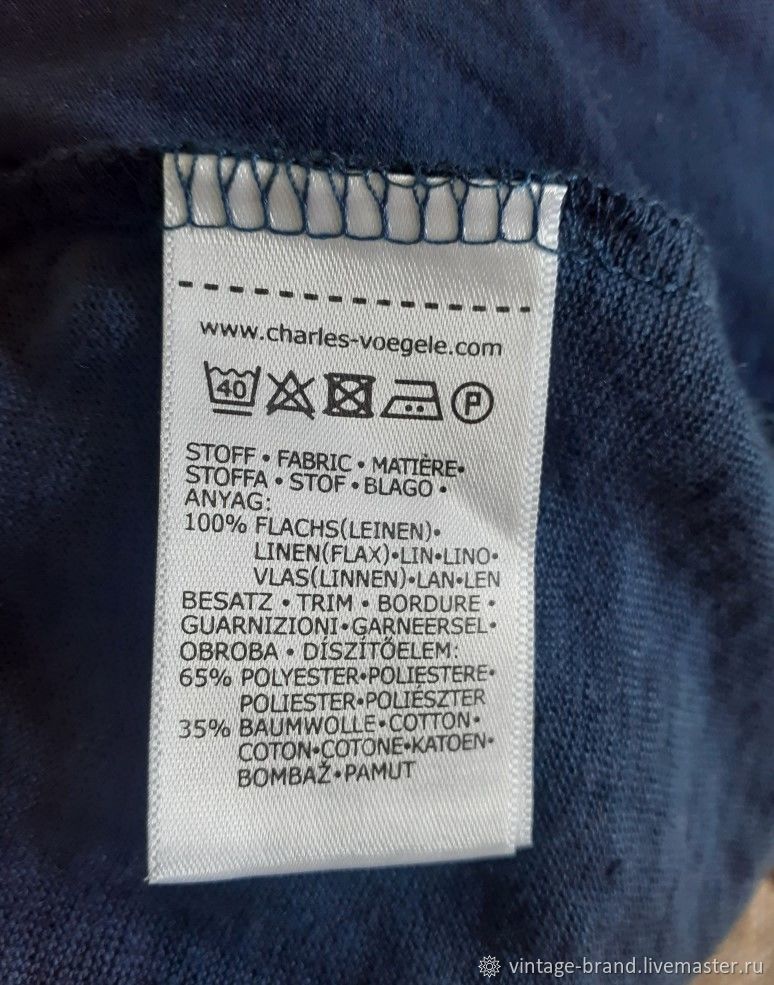 www.charles-voegele.com
40 P
STOFF • FABRIC • MATIÈRE•
STOFFA • STOF • BLAGO •
ANYAG:
100% FLACHS(LEINEN)•
LINEN(FLAX)•LIN•LINO•
VLAS(LINNEN)•LAN•LEN
BESATZ • TRIM • BORDURE •
GUARNIZIONI•GARNEERSEL•
OBROBA • DÍSZÍTŐELEM:
65% POLYESTER•POLIESTERE•
POLIESTER•POLIÉSZTER
35% BAUMWOLLE•COTTON•
COTON•COTONE•KATOEN•
BOMBAŽ•PAMUT
vintage-brand.livemaster.ru